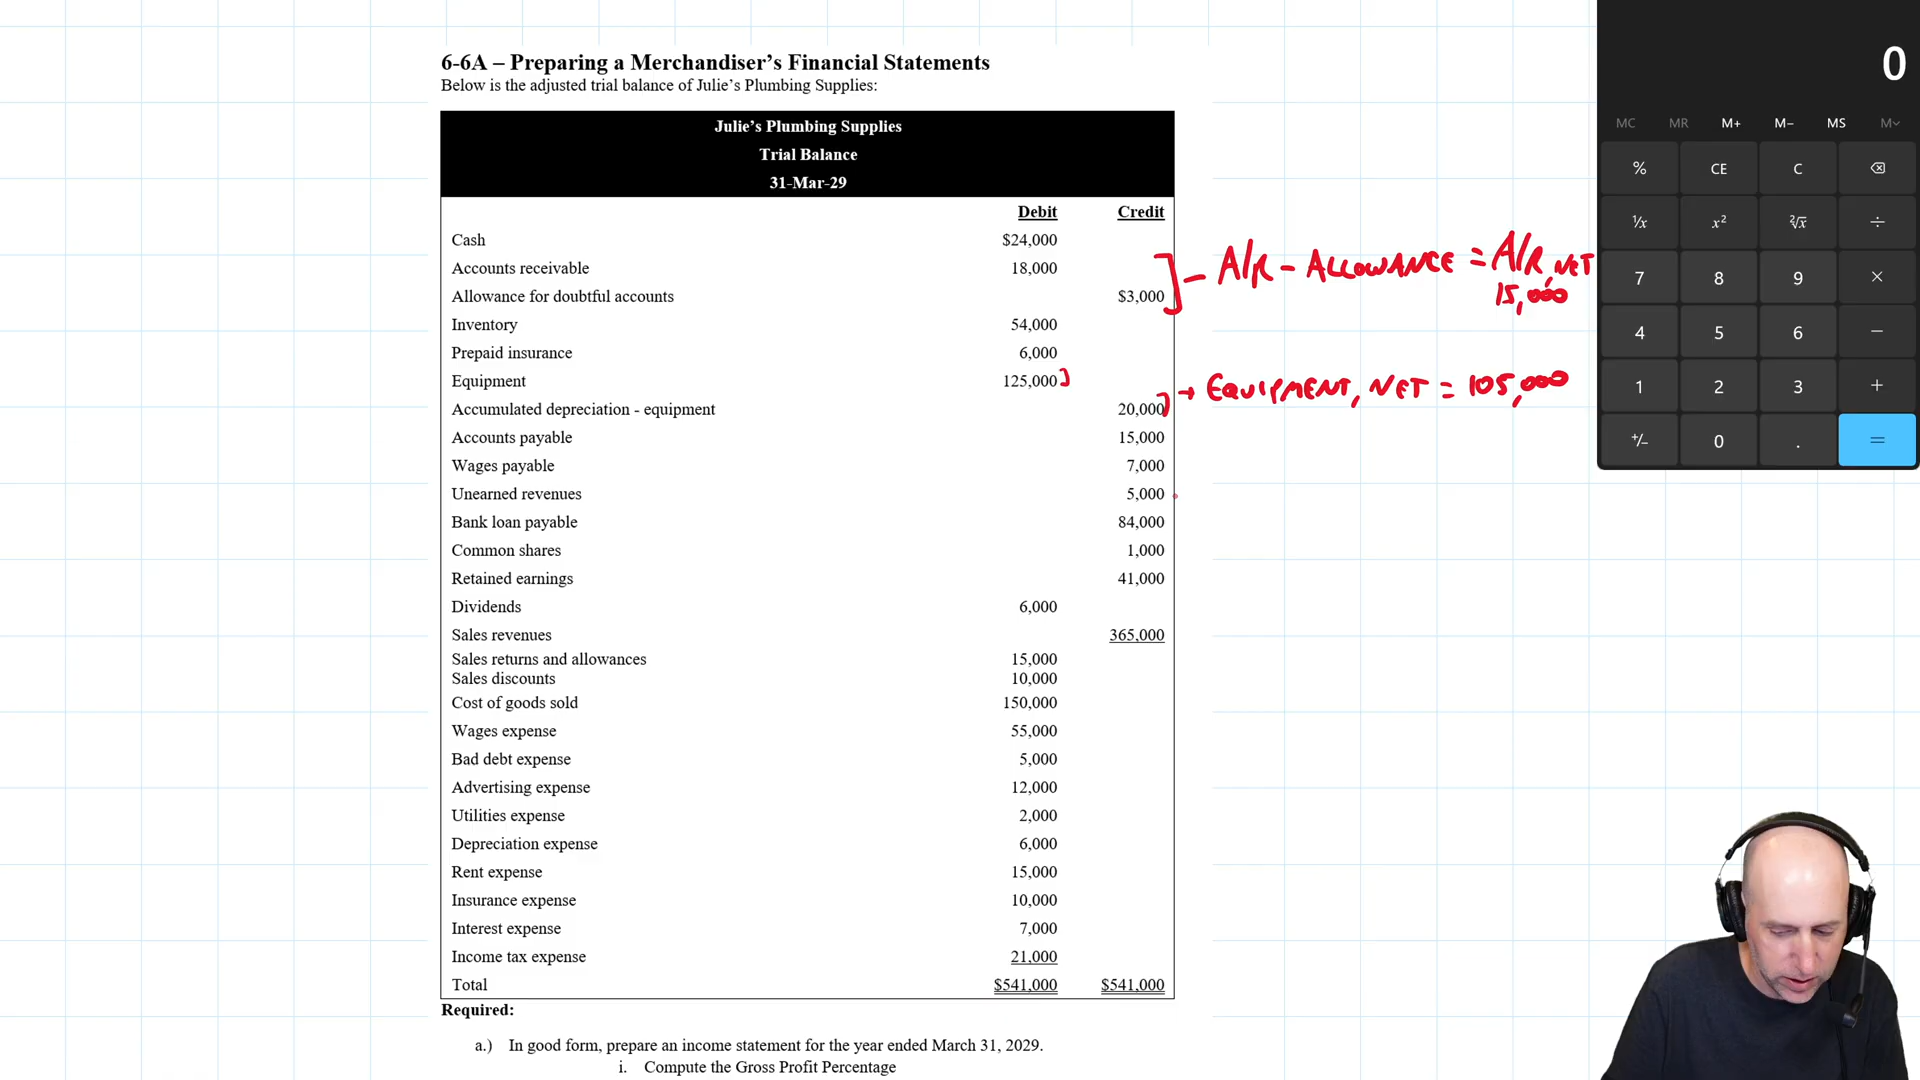 6-6A – Preparing a Merchandiser's Financial Statements
Below is the adjusted trial balance of Julie's Plumbing Supplies:
Julie's Plumbing Supplies
Trial Balance
31-Mar-29
Debit Credit
Cash $24,000
Accounts receivable 18,000
Allowance for doubtful accounts $3,000
Inventory 54,000
Prepaid insurance 6,000
Equipment 125,000
Accumulated depreciation - equipment 20,000
Accounts payable 15,000
Wages payable 7,000
Unearned revenues 5,000
Bank loan payable 84,000
Common shares 1,000
Retained earnings 41,000
Dividends 6,000
Sales revenues 365,000
Sales returns and allowances 15,000
Sales discounts 10,000
Cost of goods sold 150,000
Wages expense 55,000
Bad debt expense 5,000
Advertising expense 12,000
Utilities expense 2,000
Depreciation expense 6,000
Rent expense 15,000
Insurance expense 10,000
Interest expense 7,000
Income tax expense 21,000
Total $541,000 $541,000
Required:
a.) In good form, prepare an income statement for the year ended March 31, 2029.
i. Compute the Gross Profit Percentage
A/R - ALLOWANCE = A/R, NET
15,000
→ EQUIPMENT, NET = 105,000
0
MC MR M+ M− MS M˅
% CE C ⌫
¹/x x² ²√x ÷
7 8 9 ×
4 5 6 −
1 2 3 +
+/− 0 . =